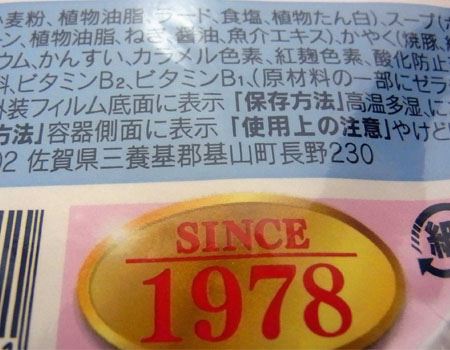 小麦粉、植物油脂、ラード、食塩、植物たん白)、スープ(
ン、植物油脂、ねぎ、醤油、魚介エキス)、かやく(焼豚、
ウム、かんすい、カラメル色素、紅麹色素、酸化防止
料、ビタミンB₂、ビタミンB₁、(原材料の一部にゼラ
外装フィルム底面に表示 「保存方法」高温多湿、に
方法」容器側面に表示 「使用上の注意」やけど
02 佐賀県三養基郡基山町長野230
SINCE
1978